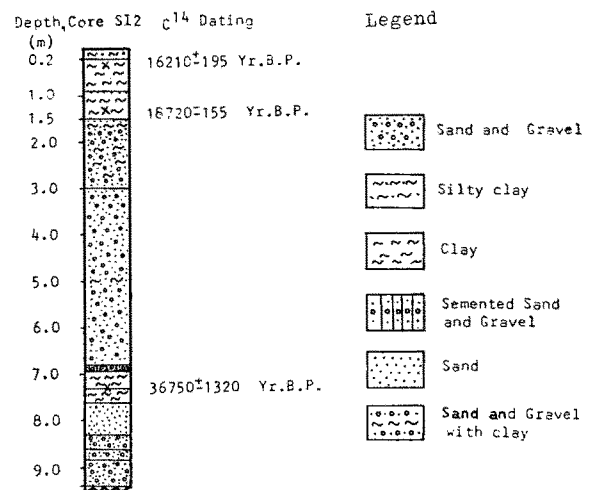 Depth, Core S12 C14 Dating
(m)
0.2
16210±195 Yr.B.P.
1.0
18720±155 Yr.B.P.
1.5
2.0
3.0
4.0
5.0
6.0
7.0
36750±1320 Yr.B.P.
8.0
9.0
Legend
Sand and Gravel
Silty clay
Clay
Semented Sand
and Gravel
Sand
Sand and Gravel
with clay